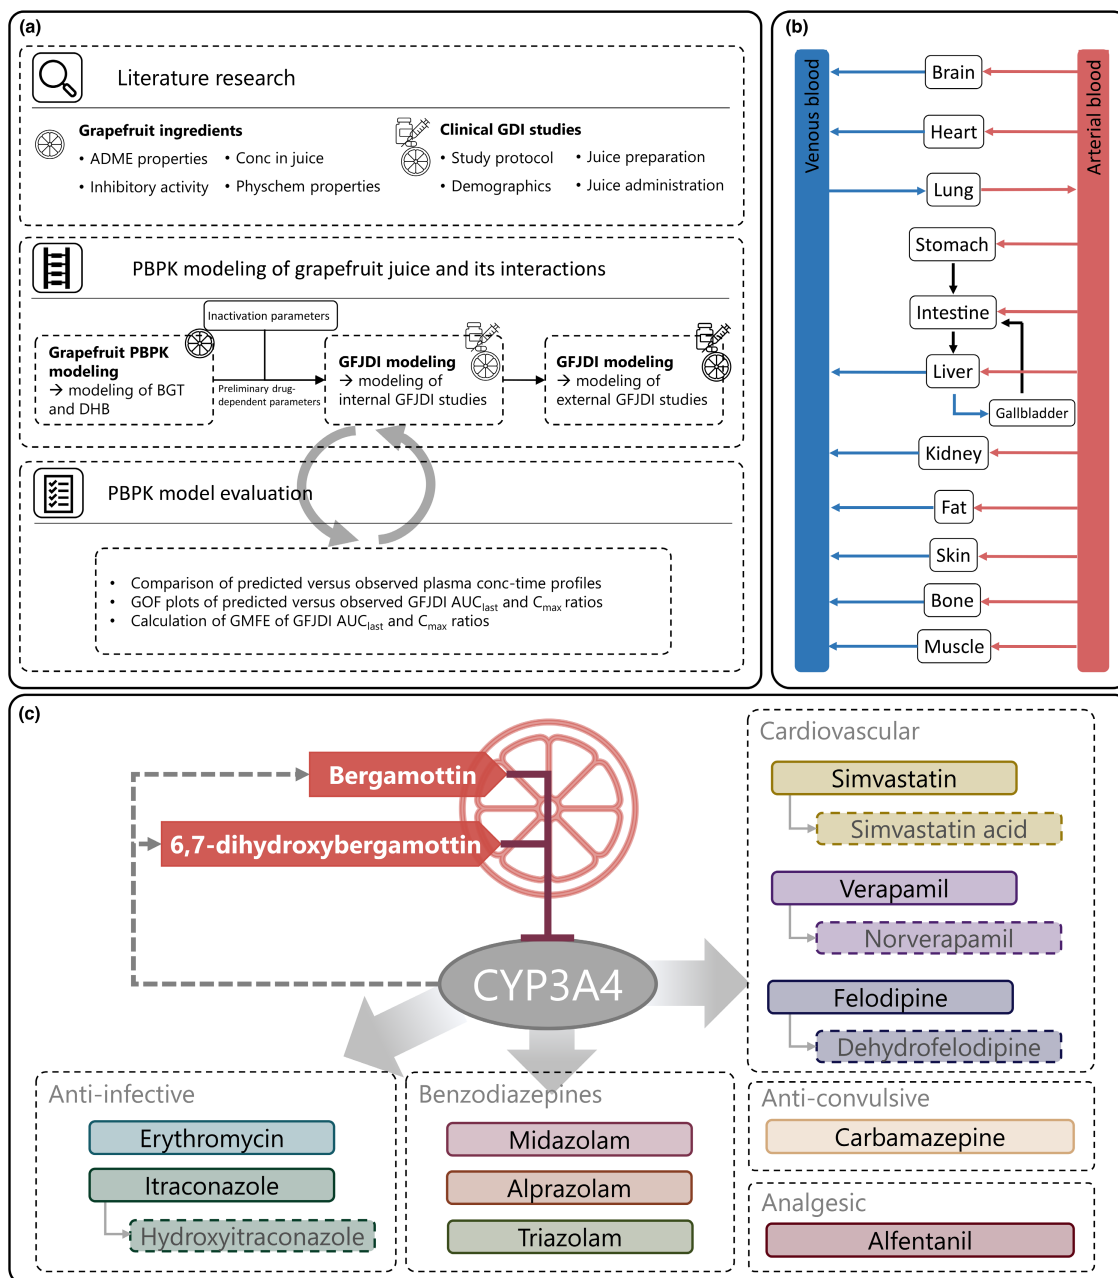 (a)
Literature research
Grapefruit ingredients
• ADME properties
• Conc in juice
• Inhibitory activity
• Physchem properties
Clinical GDI studies
• Study protocol
• Juice preparation
• Demographics
• Juice administration
PBPK modeling of grapefruit juice and its interactions
Inactivation parameters
Grapefruit PBPK
modeling
→ modeling of BGT
and DHB
Preliminary drug-
dependent parameters
GFJDI modeling
→ modeling of
internal GFJDI studies
GFJDI modeling
→ modeling of
external GFJDI studies
PBPK model evaluation
• Comparison of predicted versus observed plasma conc-time profiles
• GOF plots of predicted versus observed GFJDI AUClast and Cmax ratios
• Calculation of GMFE of GFJDI AUClast and Cmax ratios
(b)
Venous blood
Arterial blood
Brain
Heart
Lung
Stomach
Intestine
Liver
Gallbladder
Kidney
Fat
Skin
Bone
Muscle
(c)
Bergamottin
6,7-dihydroxybergamottin
CYP3A4
Cardiovascular
Simvastatin
Simvastatin acid
Verapamil
Norverapamil
Felodipine
Dehydrofelodipine
Anti-infective
Erythromycin
Itraconazole
Hydroxyitraconazole
Benzodiazepines
Midazolam
Alprazolam
Triazolam
Anti-convulsive
Carbamazepine
Analgesic
Alfentanil